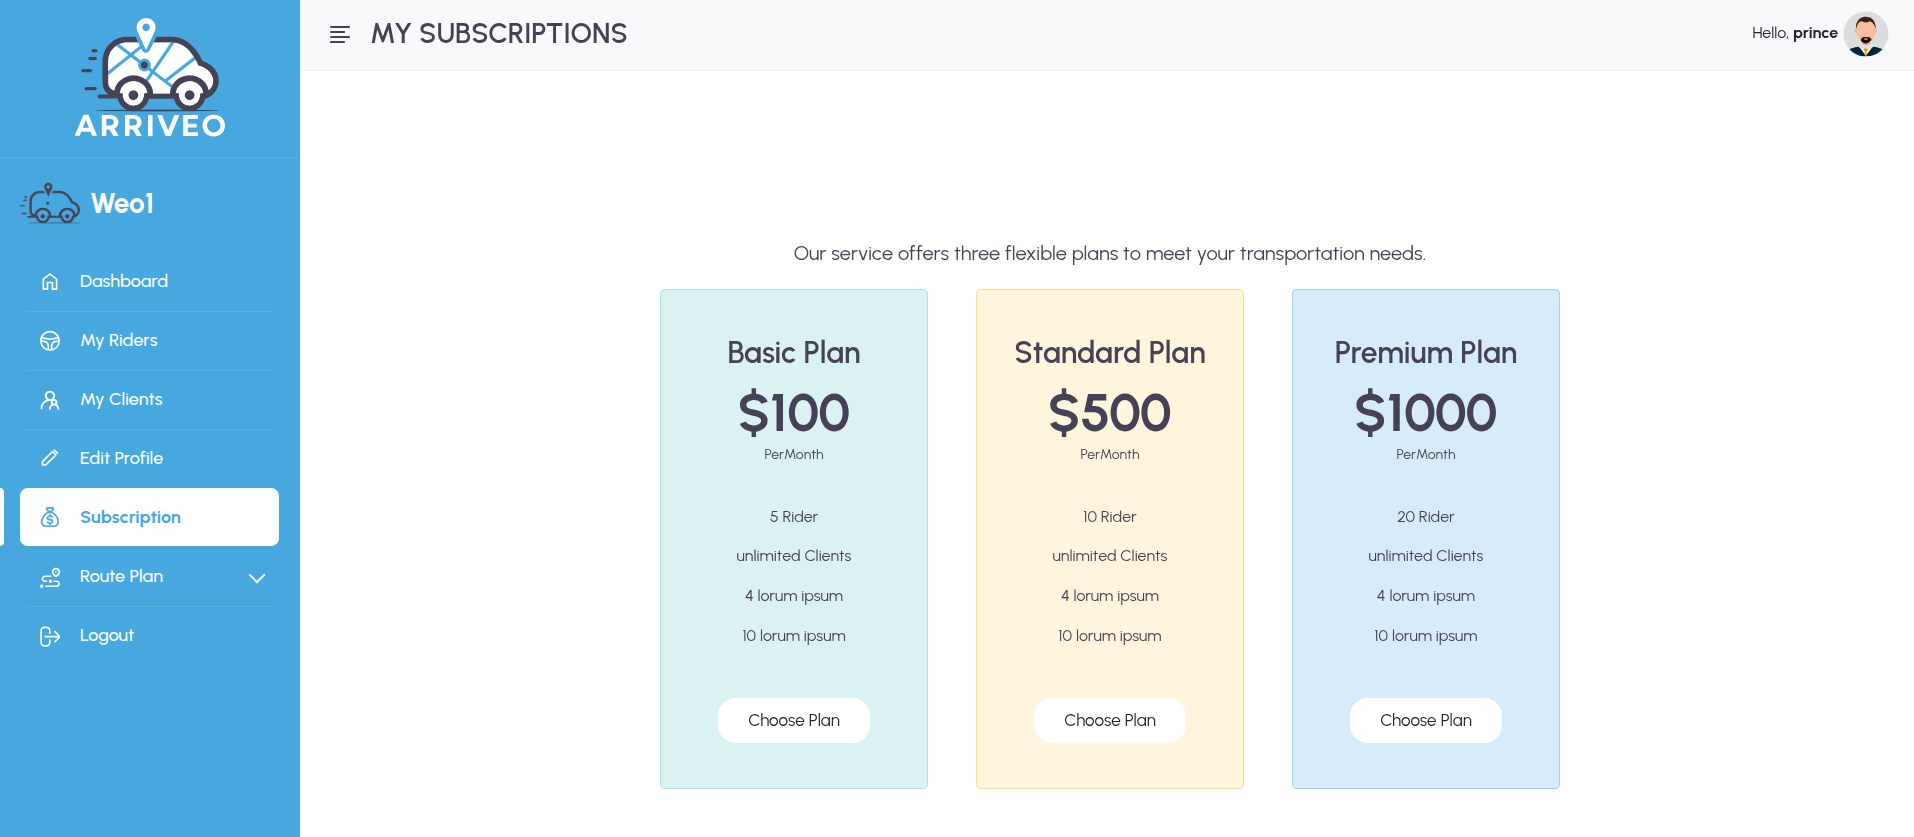 ARRIVEO
Weo1
Dashboard
My Riders
My Clients
Edit Profile
Subscription
Route Plan
Logout
MY SUBSCRIPTIONS
Hello, prince
Our service offers three flexible plans to meet your transportation needs.
Basic Plan
$100
PerMonth
5 Rider
unlimited Clients
4 lorum ipsum
10 lorum ipsum
Choose Plan
Standard Plan
$500
PerMonth
10 Rider
unlimited Clients
4 lorum ipsum
10 lorum ipsum
Choose Plan
Premium Plan
$1000
PerMonth
20 Rider
unlimited Clients
4 lorum ipsum
10 lorum ipsum
Choose Plan